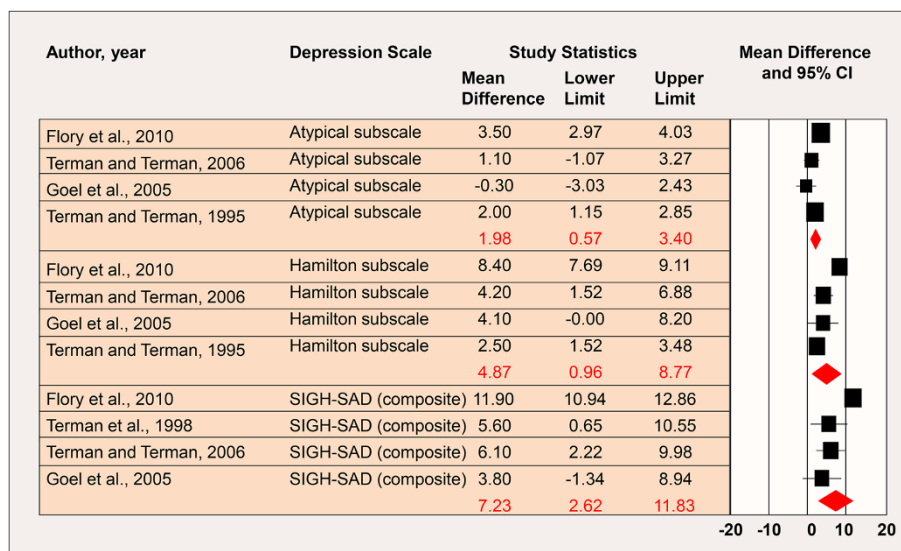 Author, year Depression Scale Study Statistics Mean Difference
and 95% CI
Mean Difference Lower Limit Upper Limit
Flory et al., 2010 Atypical subscale 3.50 2.97 4.03
Terman and Terman, 2006 Atypical subscale 1.10 -1.07 3.27
Goel et al., 2005 Atypical subscale -0.30 -3.03 2.43
Terman and Terman, 1995 Atypical subscale 2.00 1.15 2.85
1.98 0.57 3.40
Flory et al., 2010 Hamilton subscale 8.40 7.69 9.11
Terman and Terman, 2006 Hamilton subscale 4.20 1.52 6.88
Goel et al., 2005 Hamilton subscale 4.10 -0.00 8.20
Terman and Terman, 1995 Hamilton subscale 2.50 1.52 3.48
4.87 0.96 8.77
Flory et al., 2010 SIGH-SAD (composite) 11.90 10.94 12.86
Terman et al., 1998 SIGH-SAD (composite) 5.60 0.65 10.55
Terman and Terman, 2006 SIGH-SAD (composite) 6.10 2.22 9.98
Goel et al., 2005 SIGH-SAD (composite) 3.80 -1.34 8.94
7.23 2.62 11.83
-20 -10 0 10 20